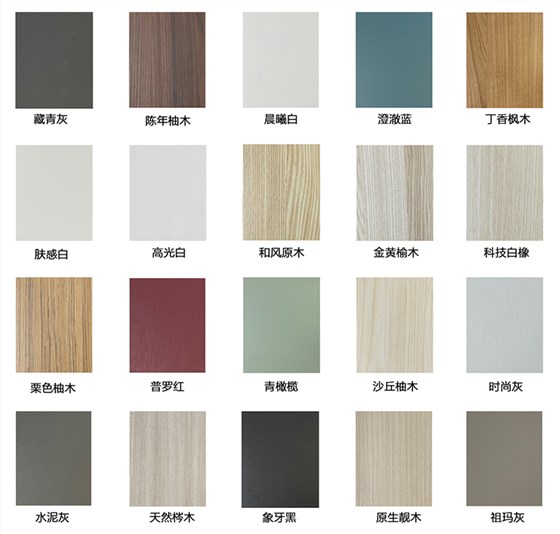 藏青灰
陈年柚木
晨曦白
澄澈蓝
丁香枫木
肤感白
高光白
和风原木
金黄榆木
科技白橡
栗色柚木
普罗红
青橄榄
沙丘柚木
时尚灰
水泥灰
天然梣木
象牙黑
原生靓木
祖玛灰